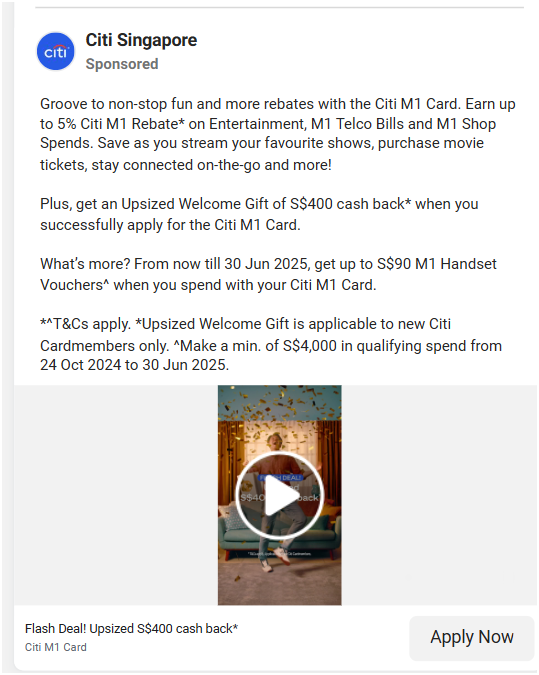 citi
Citi Singapore
Sponsored
Groove to non-stop fun and more rebates with the Citi M1 Card. Earn up
to 5% Citi M1 Rebate* on Entertainment, M1 Telco Bills and M1 Shop
Spends. Save as you stream your favourite shows, purchase movie
tickets, stay connected on-the-go and more!
Plus, get an Upsized Welcome Gift of S$400 cash back* when you
successfully apply for the Citi M1 Card.
What’s more? From now till 30 Jun 2025, get up to S$90 M1 Handset
Vouchers^ when you spend with your Citi M1 Card.
*^T&Cs apply. *Upsized Welcome Gift is applicable to new Citi
Cardmembers only. ^Make a min. of S$4,000 in qualifying spend from
24 Oct 2024 to 30 Jun 2025.
DEAL!
S$40 back
Flash Deal! Upsized S$400 cash back*
Citi M1 Card
Apply Now